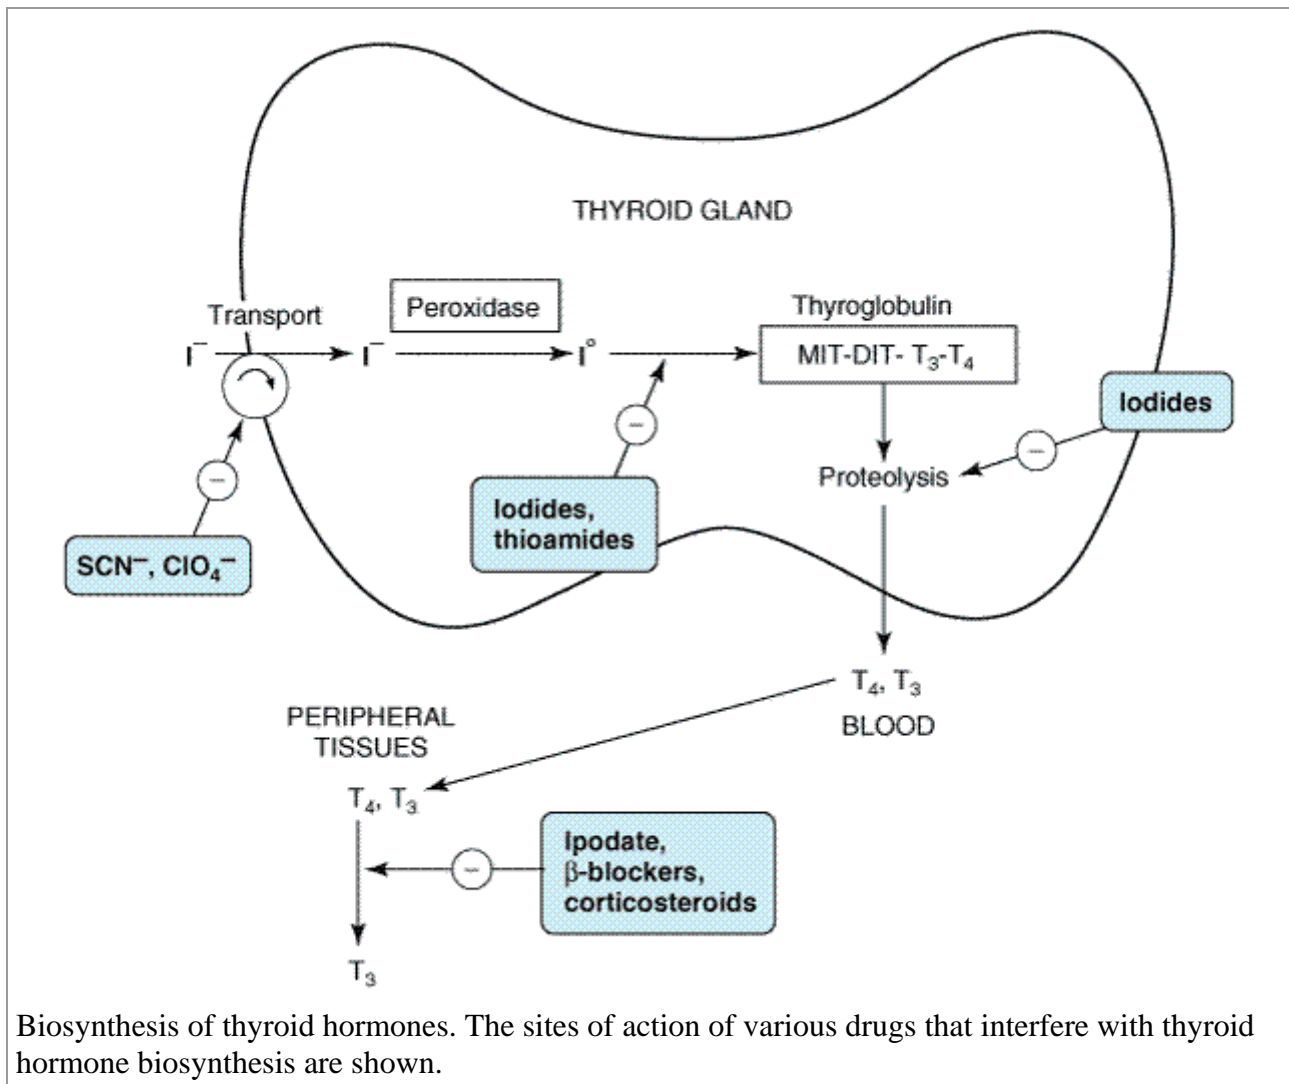 THYROID GLAND
Transport
Peroxidase
Thyroglobulin
I⁻
I⁻
I°
MIT-DIT- T₃-T₄
Iodides
−
−
Proteolysis
−
Iodides,
thioamides
SCN⁻, ClO₄⁻
T₄, T₃
BLOOD
PERIPHERAL
TISSUES
T₄, T₃
−
Ipodate,
β-blockers,
corticosteroids
T₃
Biosynthesis of thyroid hormones. The sites of action of various drugs that interfere with thyroid
hormone biosynthesis are shown.